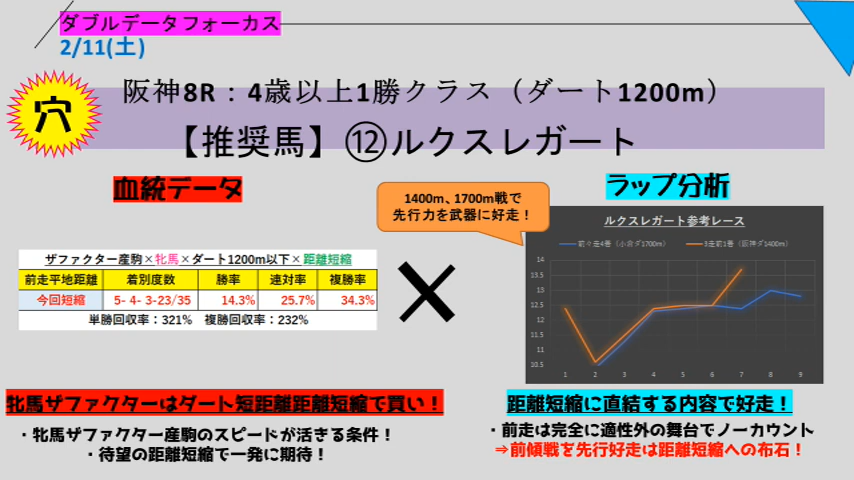 ダブルデータフォーカス
2/11(土)
穴
阪神8R：4歳以上1勝クラス（ダート1200m）
【推奨馬】⑫ルクスレガート
血統データ
ラップ分析
1400m、1700m戦で
先行力を武器に好走！
ザファクター産駒×牝馬×ダート1200m以下×距離短縮
前走平地距離 着別度数 勝率 連対率 複勝率
今回短縮 5- 4- 3-23/35 14.3% 25.7% 34.3%
単勝回収率：321%　複勝回収率：232%
×
ルクスレガート参考レース
前々走4着（小倉ダ1700m） 3走前1着（阪神ダ1400m）
14
13.5
13
12.5
12
11.5
11
10.5
1 2 3 4 5 6 7 8 9
牝馬ザファクターはダート短距離距離短縮で買い！
・牝馬ザファクター産駒のスピードが活きる条件！
・待望の距離短縮で一発に期待！
距離短縮に直結する内容で好走！
・前走は完全に適性外の舞台でノーカウント
⇒前傾戦を先行好走は距離短縮への布石！